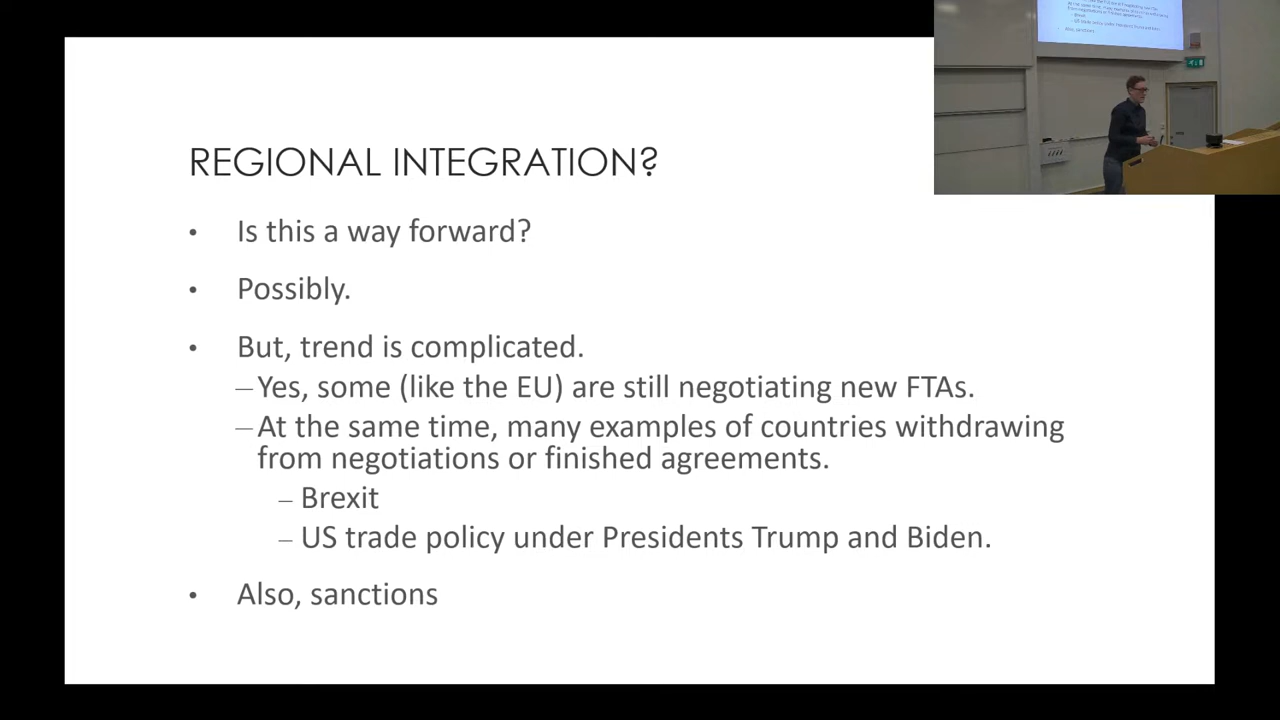 REGIONAL INTEGRATION?
• Is this a way forward?
• Possibly.
• But, trend is complicated.
– Yes, some (like the EU) are still negotiating new FTAs.
– At the same time, many examples of countries withdrawing
from negotiations or finished agreements.
– Brexit
– US trade policy under Presidents Trump and Biden.
• Also, sanctions